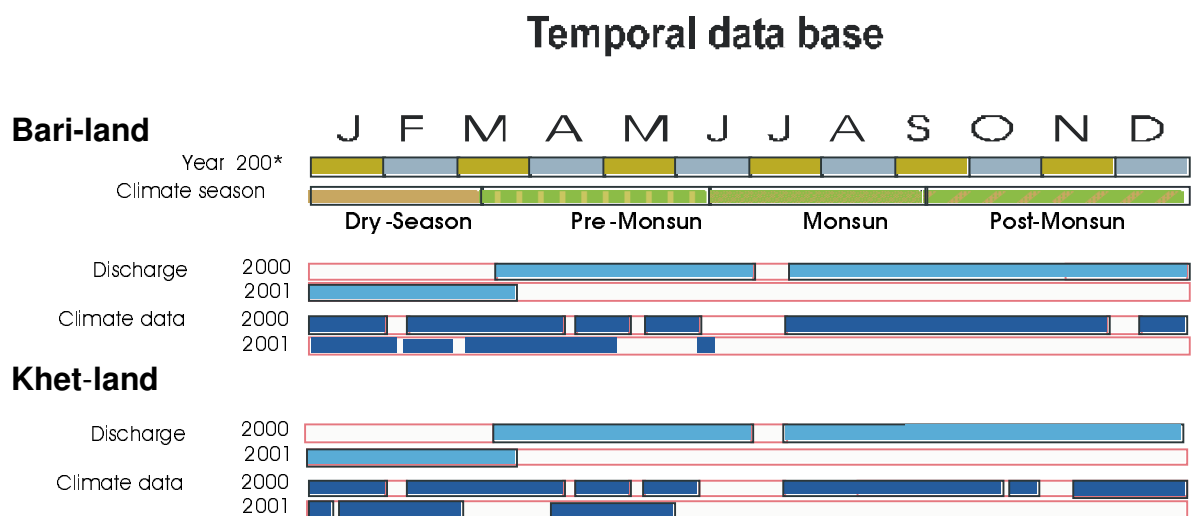 Temporal data base
Bari-land J F M A M J J A S O N D
Year 200*
Climate season
Dry-Season Pre-Monsun Monsun Post-Monsun
Discharge 2000
2001
Climate data 2000
2001
Khet-land
Discharge 2000
2001
Climate data 2000
2001